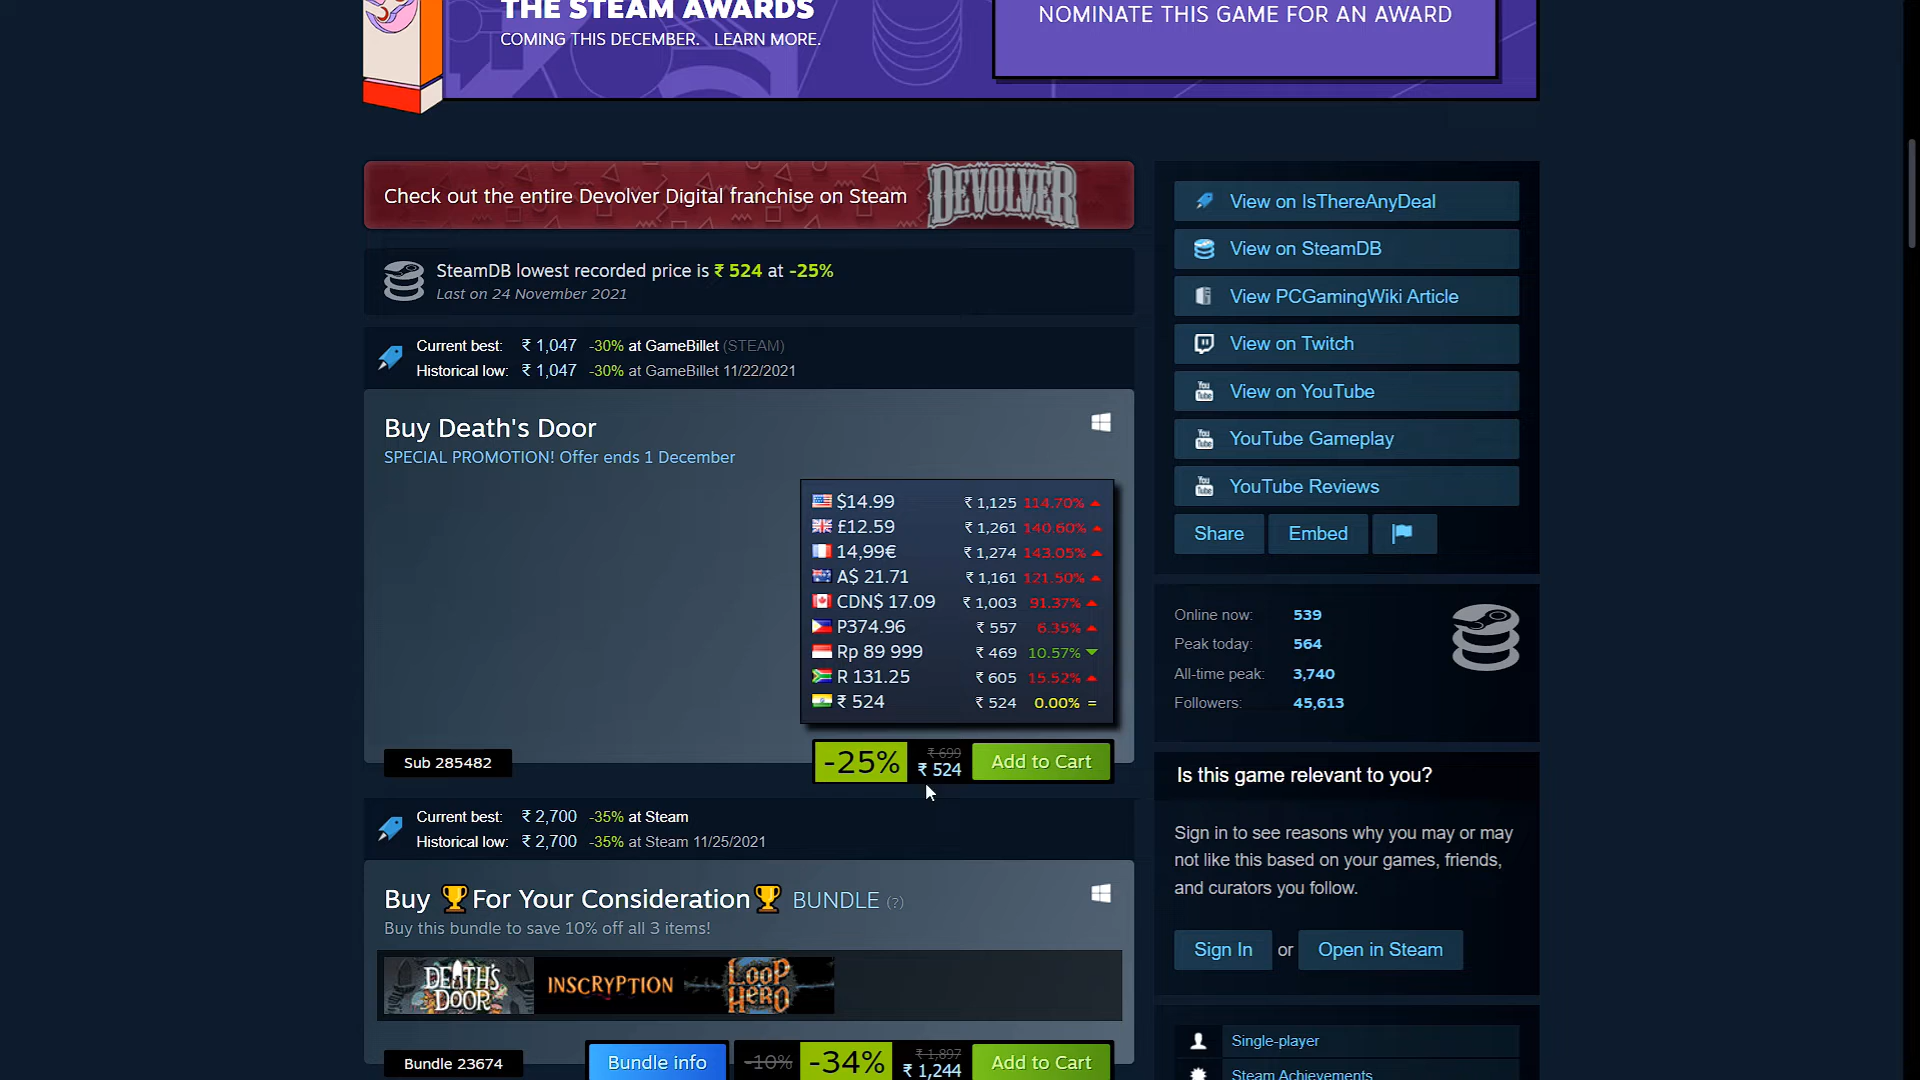 THE STEAM AWARDS
COMING THIS DECEMBER. LEARN MORE.
NOMINATE THIS GAME FOR AN AWARD
Check out the entire Devolver Digital franchise on Steam
DEVOLVER
SteamDB lowest recorded price is ₹ 524 at -25%
Last on 24 November 2021
Current best: ₹ 1,047 -30% at GameBillet (STEAM)
Historical low: ₹ 1,047 -30% at GameBillet 11/22/2021
Buy Death's Door
SPECIAL PROMOTION! Offer ends 1 December
$14.99 ₹ 1,125 114.70%
£12.59 ₹ 1,261 140.60%
14,99€ ₹ 1,274 143.05%
A$ 21.71 ₹ 1,161 121.50%
CDN$ 17.09 ₹ 1,003 91.37%
P374.96 ₹ 557 6.35%
Rp 89 999 ₹ 469 10.57%
R 131.25 ₹ 605 15.52%
₹ 524 ₹ 524 0.00% =
Sub 285482
-25%
₹ 699
₹ 524
Add to Cart
Current best: ₹ 2,700 -35% at Steam
Historical low: ₹ 2,700 -35% at Steam 11/25/2021
Buy 🏆For Your Consideration🏆 BUNDLE (?)
Buy this bundle to save 10% off all 3 items!
DEATH'S DOOR
INSCRYPTION
LOOP HERO
Bundle 23674
Bundle info
-10%
-34%
₹ 1,897
₹ 1,244
Add to Cart
View on IsThereAnyDeal
View on SteamDB
View PCGamingWiki Article
View on Twitch
You Tube View on YouTube
You Tube YouTube Gameplay
You Tube YouTube Reviews
Share
Embed
Online now: 539
Peak today: 564
All-time peak: 3,740
Followers: 45,613
Is this game relevant to you?
Sign in to see reasons why you may or may
not like this based on your games, friends,
and curators you follow.
Sign In or Open in Steam
Single-player
Steam Achievements